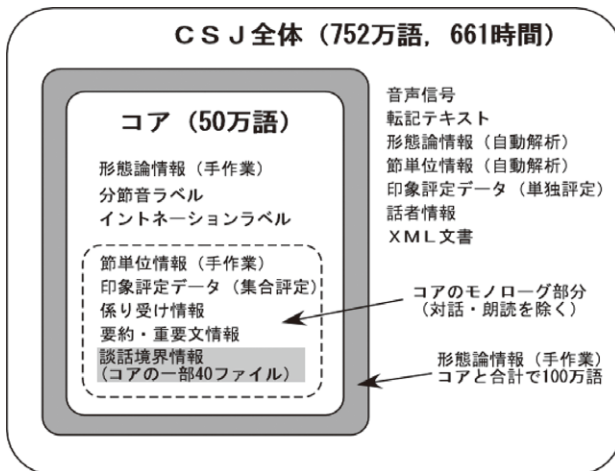 ＣＳＪ全体（752万語，661時間）
コア（50万語）
形態論情報（手作業）
分節音ラベル
イントネーションラベル
節単位情報（手作業）
印象評定データ（集合評定）
係り受け情報
要約・重要文情報
談話境界情報
（コアの一部40ファイル）
音声信号
転記テキスト
形態論情報（自動解析）
節単位情報（自動解析）
印象評定データ（単独評定）
話者情報
ＸＭＬ文書
コアのモノローグ部分
（対話・朗読を除く）
形態論情報（手作業）
コアと合計で100万語